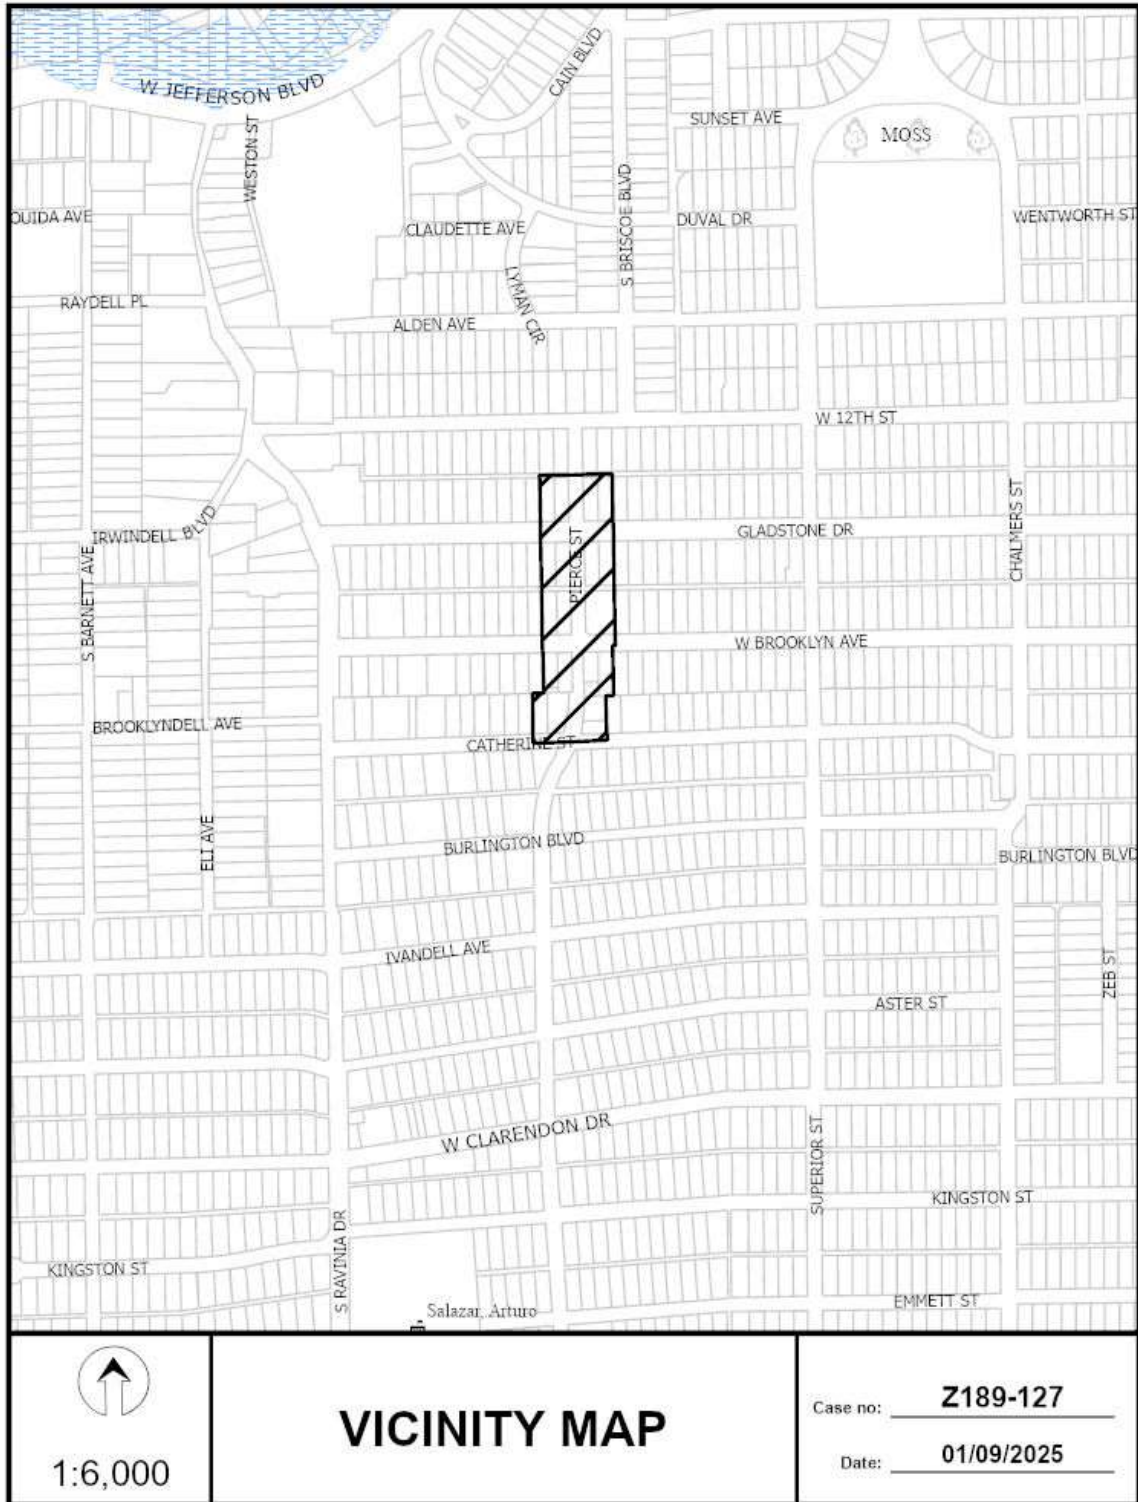 W JEFFERSON BLVD
CAIN BLVD
WESTON ST
SUNSET AVE
MOSS
OUIDA AVE
CLAUDETTE AVE
S BRISCOE BLVD
DUVAL DR
WENTWORTH ST
RAYDELL PL
LYMAN CIR
ALDEN AVE
W 12TH ST
IRWINDELL BLVD
PIERCE ST
GLADSTONE DR
CHALMERS ST
S BARNETT AVE
W BROOKLYN AVE
BROOKLYNDELL AVE
CATHERINE ST
ELI AVE
BURLINGTON BLVD
BURLINGTON BLVD
IVANDELL AVE
ZEB ST
ASTER ST
W CLARENDON DR
SUPERIOR ST
KINGSTON ST
S RAVINIA DR
KINGSTON ST
EMMETT ST
Salazar, Arturo
1:6,000
VICINITY MAP
Case no: Z189-127
Date: 01/09/2025